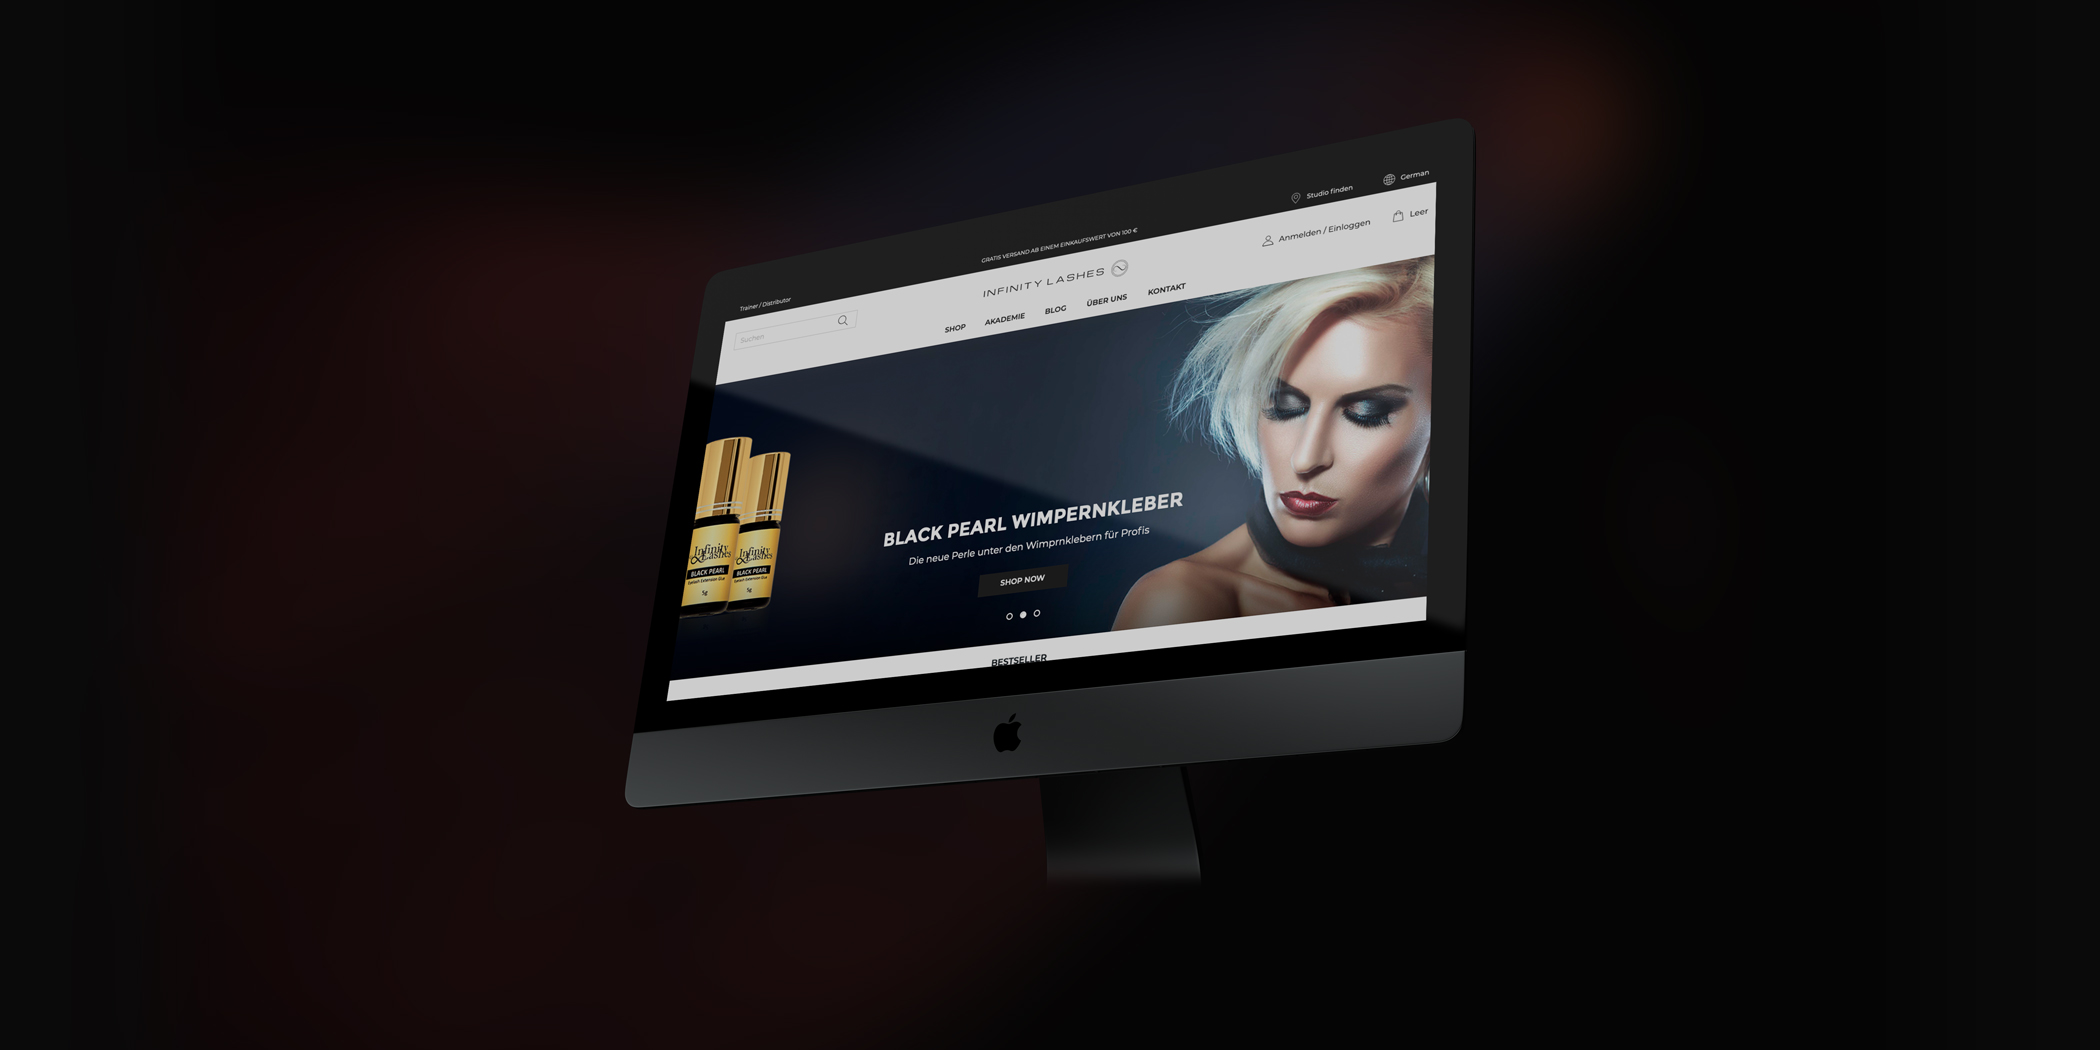 Studio finden
German
GRATIS VERSAND AB EINEM EINKAUFSWERT VON 100 €
Trainer / Distributor
Suchen
INFINITY LASHES
Anmelden / Einloggen
Leer
SHOP
AKADEMIE
BLOG
ÜBER UNS
KONTAKT
BLACK PEARL WIMPERNKLEBER
Die neue Perle unter den Wimprnklebern für Profis
SHOP NOW
Infinity
Lashes
BLACK PEARL
Eyelash Extension Glue
5g
Infinity
Lashes
BLACK PEARL
Eyelash Extension Glue
5g
BESTSELLER